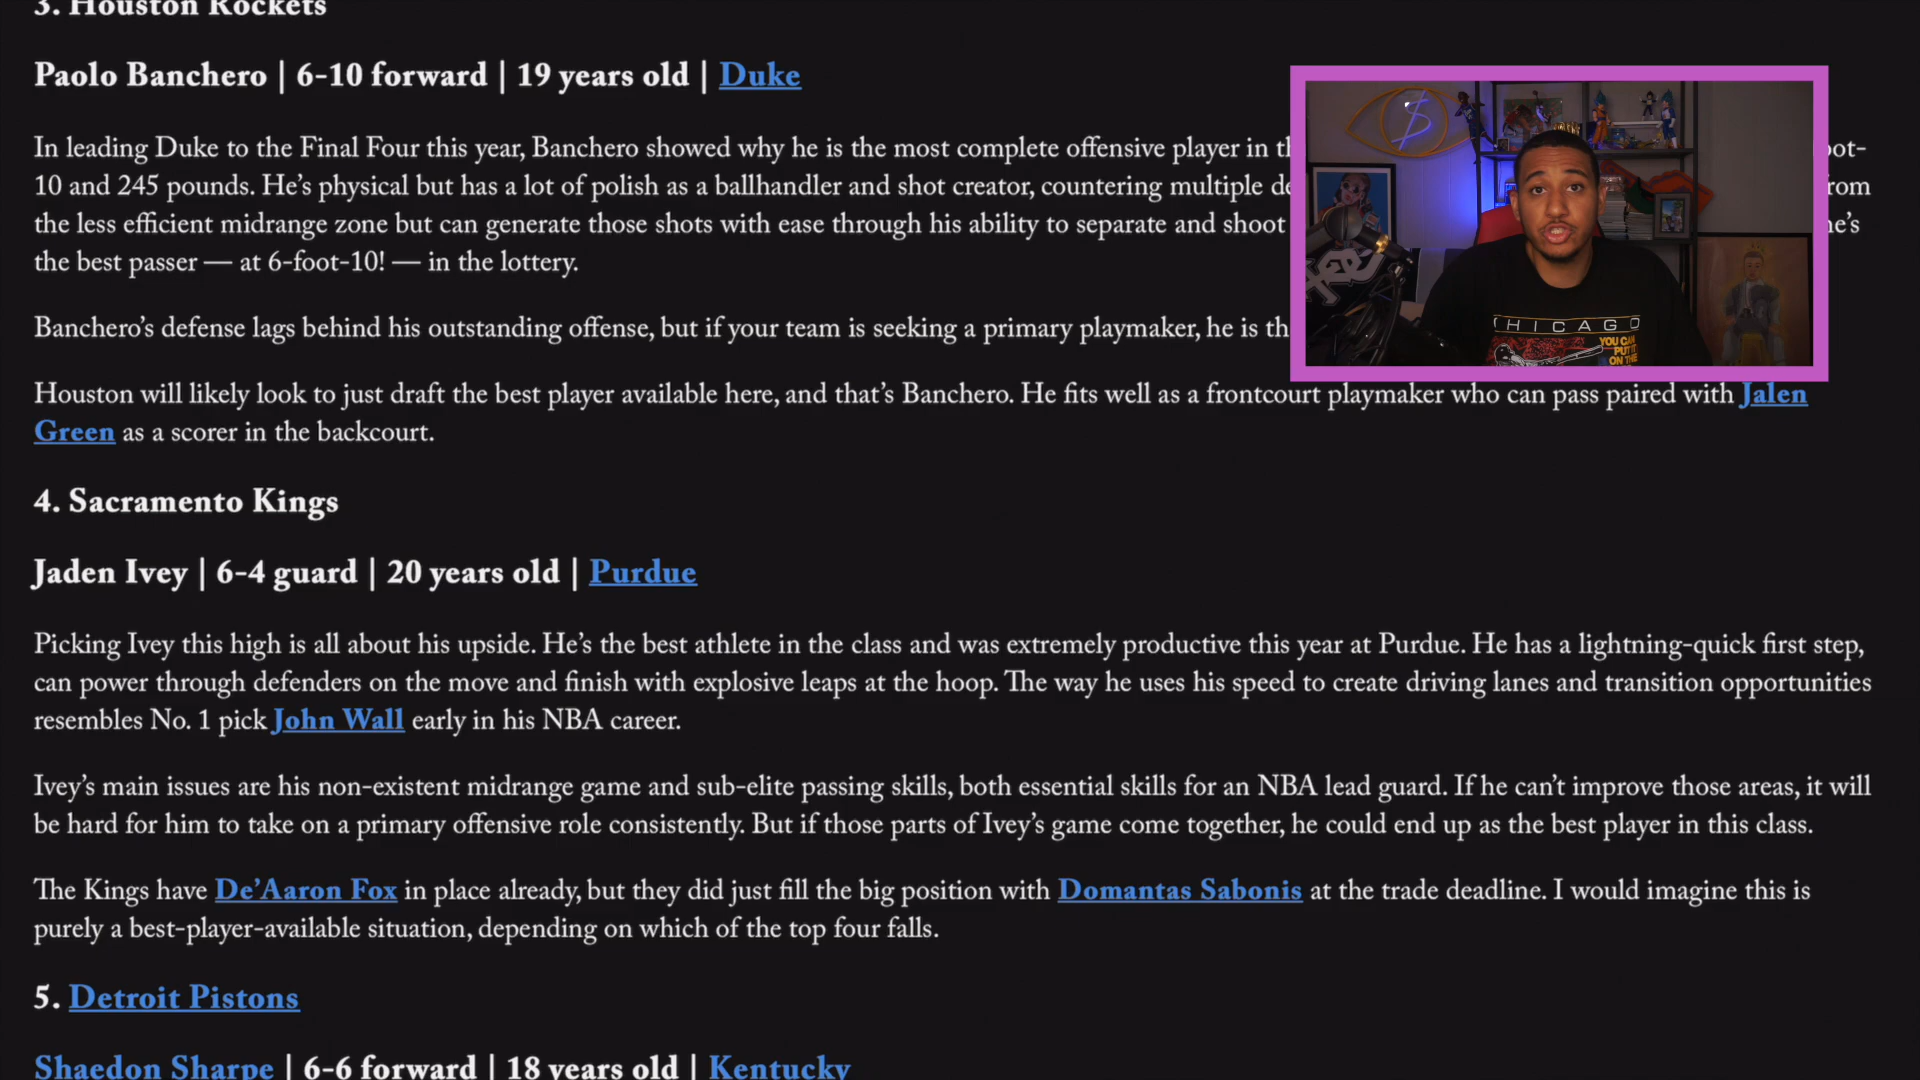 3. Houston Rockets
Paolo Banchero | 6-10 forward | 19 years old | Duke
In leading Duke to the Final Four this year, Banchero showed why he is the most complete offensive player in
10 and 245 pounds. He’s physical but has a lot of polish as a ballhandler and shot creator, countering multiple
the less efficient midrange zone but can generate those shots with ease through his ability to separate and shoot
the best passer — at 6-foot-10! — in the lottery.
Banchero’s defense lags behind his outstanding offense, but if your team is seeking a primary playmaker, he is
CHICAGO
YOU CAN
PUT IT
ON THE
Houston will likely look to just draft the best player available here, and that’s Banchero. He fits well as a frontcourt playmaker who can pass paired with Jalen
Green as a scorer in the backcourt.
4. Sacramento Kings
Jaden Ivey | 6-4 guard | 20 years old | Purdue
Picking Ivey this high is all about his upside. He’s the best athlete in the class and was extremely productive this year at Purdue. He has a lightning-quick first step,
can power through defenders on the move and finish with explosive leaps at the hoop. The way he uses his speed to create driving lanes and transition opportunities
resembles No. 1 pick John Wall early in his NBA career.
Ivey’s main issues are his non-existent midrange game and sub-elite passing skills, both essential skills for an NBA lead guard. If he can’t improve those areas, it will
be hard for him to take on a primary offensive role consistently. But if those parts of Ivey’s game come together, he could end up as the best player in this class.
The Kings have De’Aaron Fox in place already, but they did just fill the big position with Domantas Sabonis at the trade deadline. I would imagine this is
purely a best-player-available situation, depending on which of the top four falls.
5. Detroit Pistons
Shaedon Sharpe | 6-6 forward | 18 years old | Kentucky